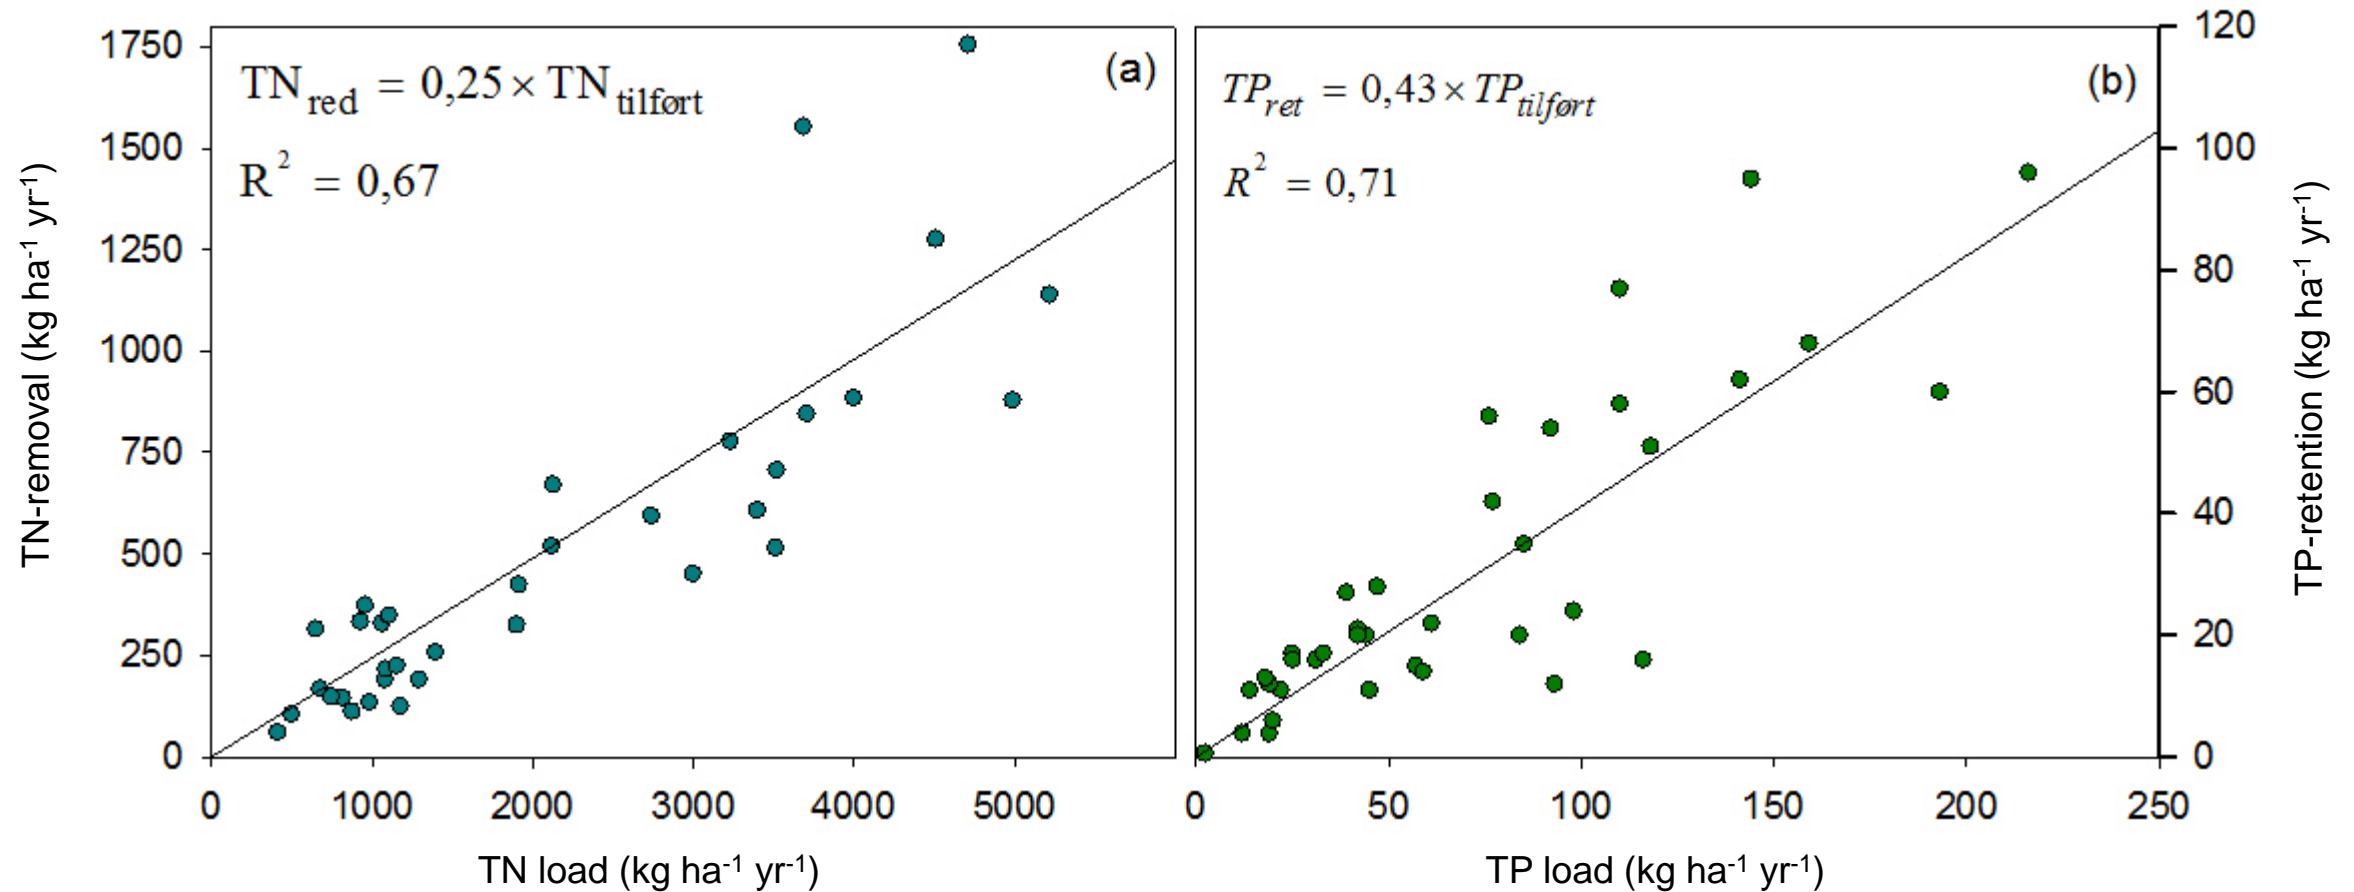 TN-removal (kg ha-1 yr-1)
1750
1500
1250
1000
750
500
250
0
TNred = 0,25 × TNtilført
R2 = 0,67
(a)
0 1000 2000 3000 4000 5000
TN load (kg ha-1 yr-1)
TPret = 0,43 × TPtilført
R2 = 0,71
(b)
0 50 100 150 200 250
TP load (kg ha-1 yr-1)
120
100
80
60
40
20
0
TP-retention (kg ha-1 yr-1)